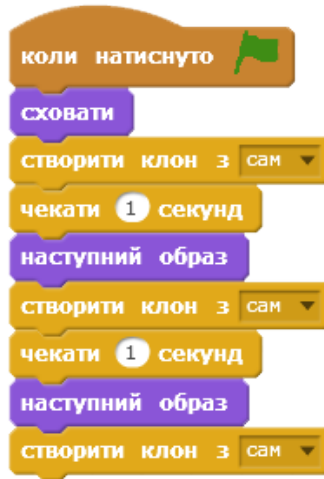 коли натиснуто
сховати
створити клон з сам
чекати 1 секунд
наступний образ
створити клон з сам
чекати 1 секунд
наступний образ
створити клон з сам